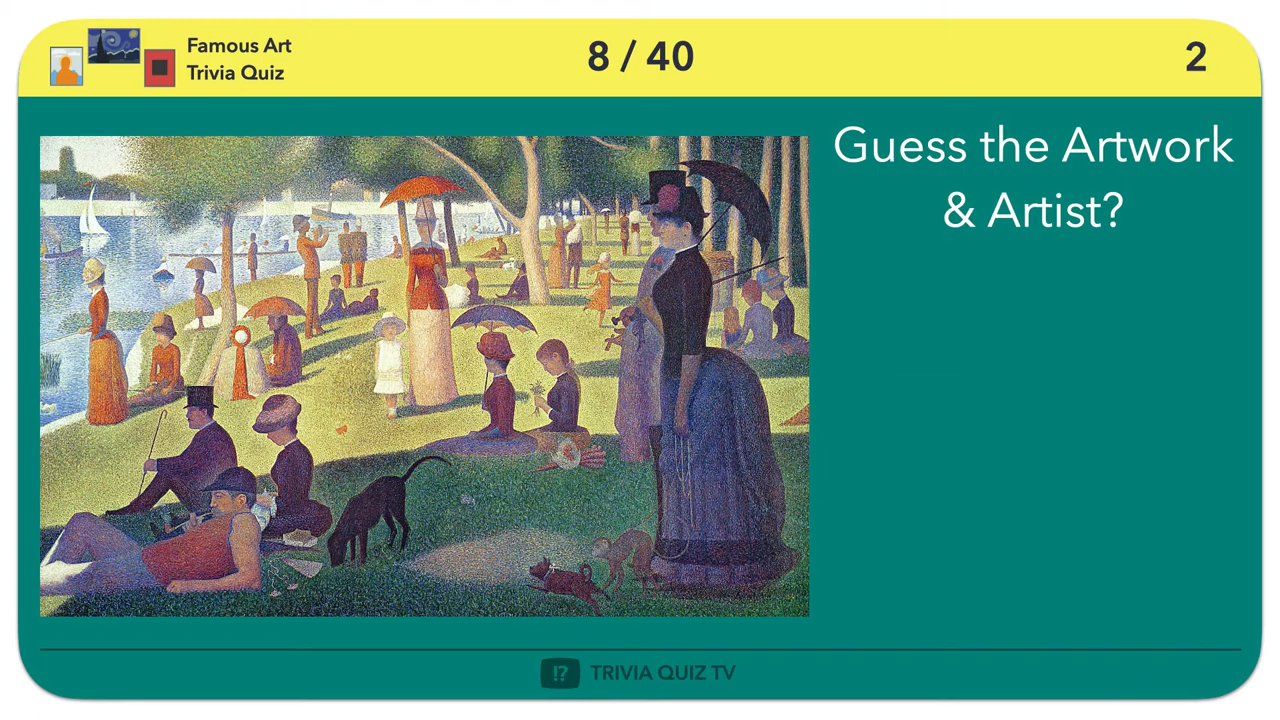 Famous Art
Trivia Quiz
8 / 40
2
Guess the Artwork
& Artist?
!?
TRIVIA QUIZ TV